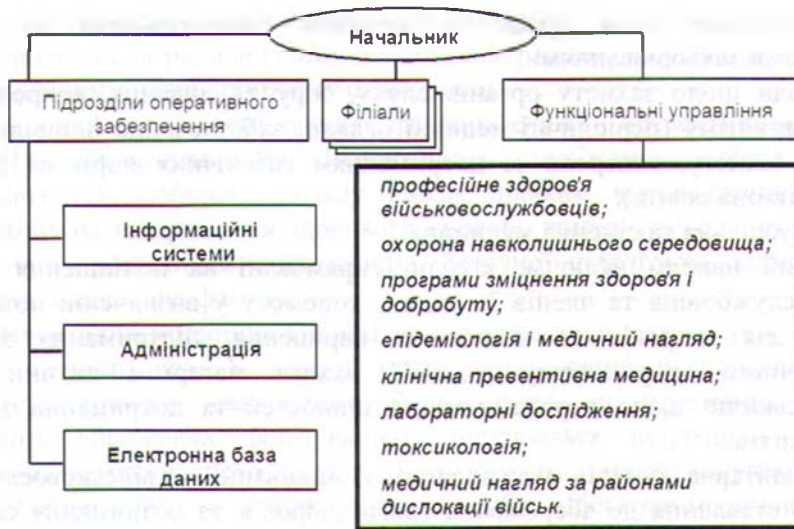 Начальник
Підрозділи оперативного
забезпечення
Філіали
Функціональні управління
Інформаційні
системи
Адміністрація
Електронна база
даних
професійне здоров'я
військовослужбовців;
охорона навколишнього середовища;
програми зміцнення здоров'я і
добробуту;
епідеміологія і медичний нагляд;
клінічна превентивна медицина;
лабораторні дослідження;
токсикологія;
медичний нагляд за районами
дислокації військ.